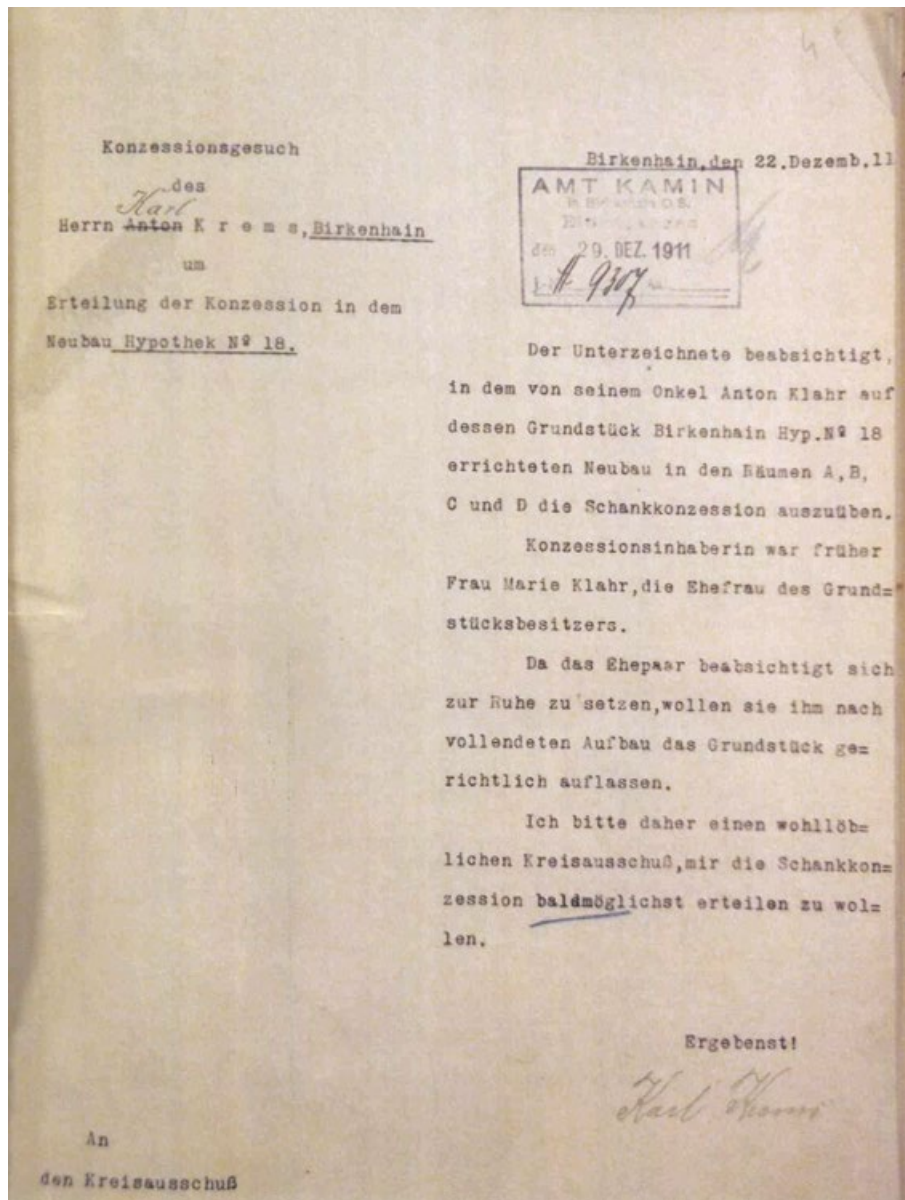 Konzessionsgesuch
des
Karl
Herrn Anton K r e m s, Birkenhain
um
Erteilung der Konzession in dem
Neubau Hypothek Nº 18.
Birkenhain, den 22. Dezemb. 11
AMT KAMIN
den 29. DEZ. 1911
9307
Der Unterzeichnete beabsichtigt,
in dem von seinem Onkel Anton Klahr auf
dessen Grundstück Birkenhain Hyp. Nº 18
errichteten Neubau in den Räumen A, B,
C und D die Schankkonzession auszuüben.
Konzessionsinhaberin war früher
Frau Marie Klahr, die Ehefrau des Grund=
stücksbesitzers.
Da das Ehepaar beabsichtigt sich
zur Ruhe zu setzen, wollen sie ihm nach
vollendeten Aufbau das Grundstück ge=
richtlich auflassen.
Ich bitte daher einen wohllöb=
lichen Kreisausschuß, mir die Schankkon=
zession baldmöglichst erteilen zu wol=
len.
Ergebenst!
Karl Krems
An
den Kreisausschuß